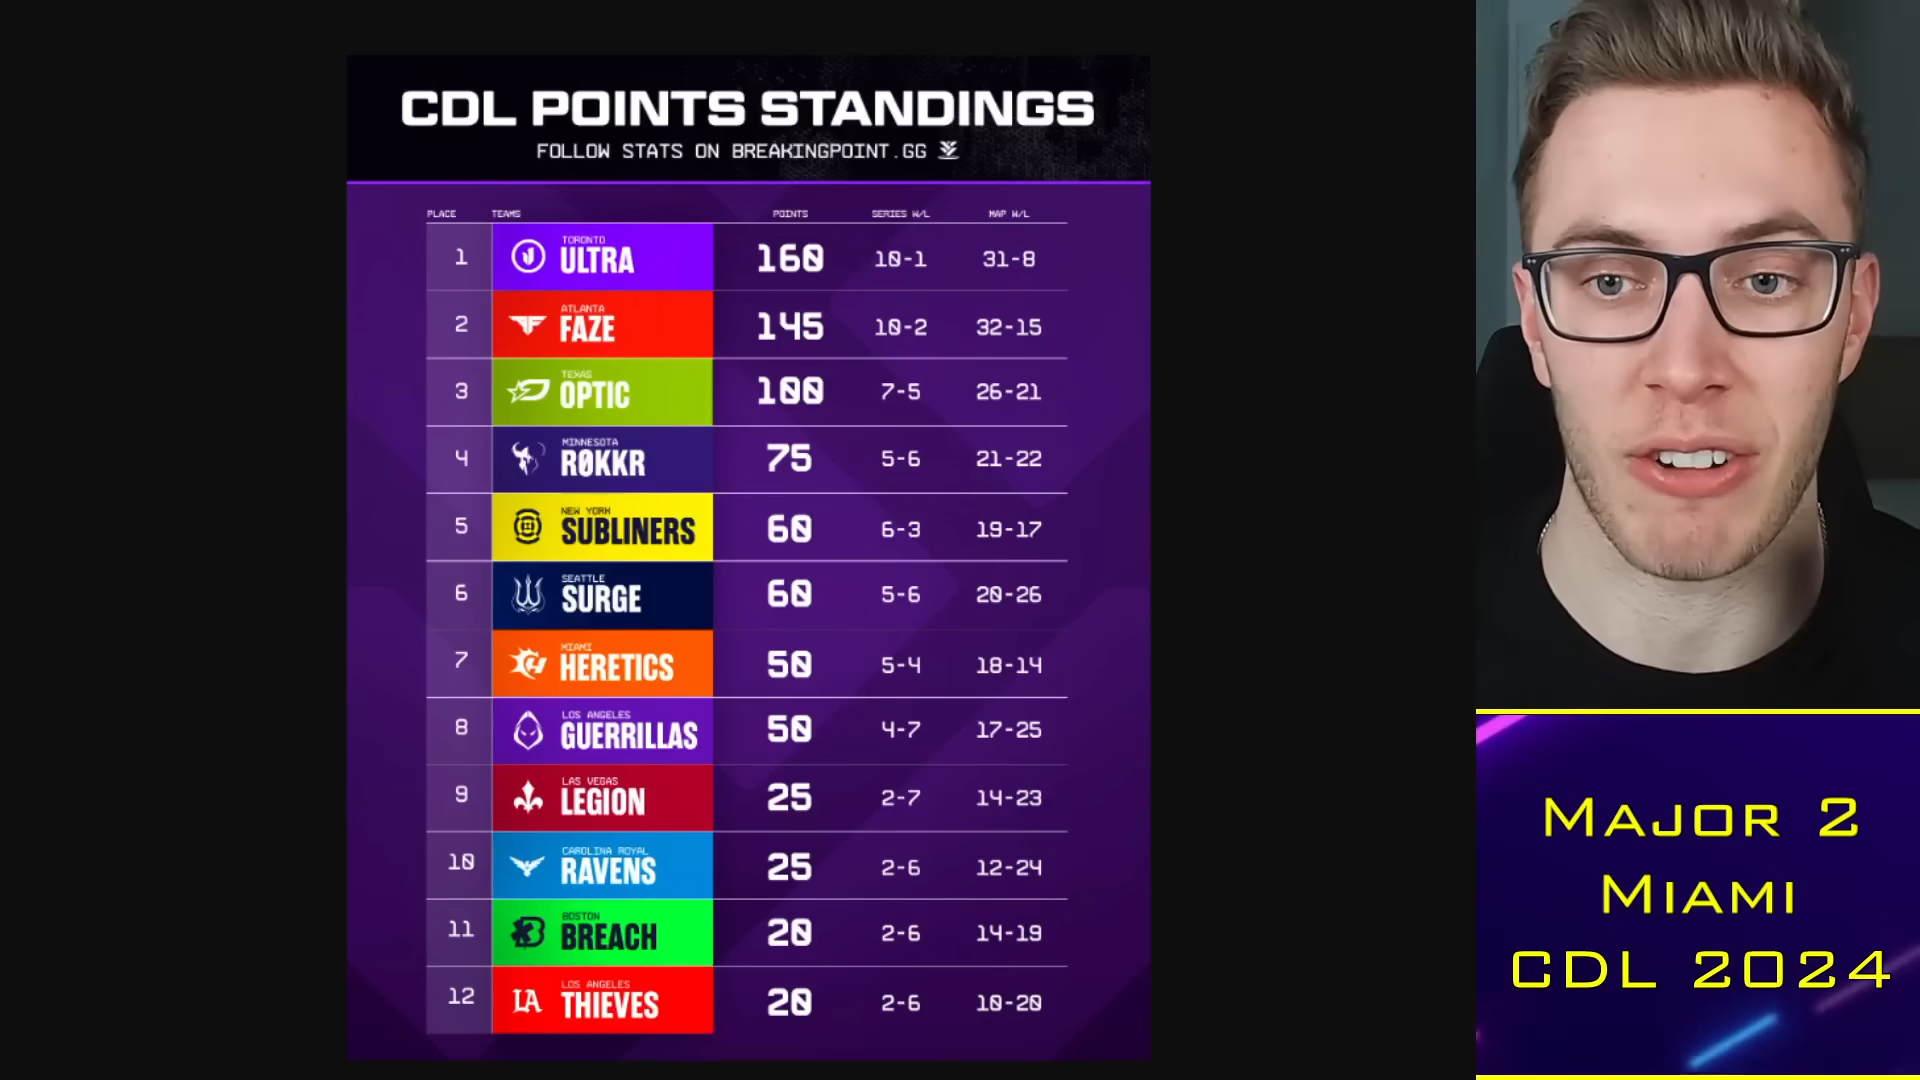 CDL POINTS STANDINGS
FOLLOW STATS ON BREAKINGPOINT.GG
PLACE TEAMS POINTS SERIES W/L MAP W/L
1 TORONTO ULTRA 160 10-1 31-8
2 ATLANTA FAZE 145 10-2 32-15
3 TEXAS OPTIC 100 7-5 26-21
4 MINNESOTA RØKKR 75 5-6 21-22
5 NEW YORK SUBLINERS 60 6-3 19-17
6 SEATTLE SURGE 60 5-6 20-26
7 MIAMI HERETICS 50 5-4 18-14
8 LOS ANGELES GUERRILLAS 50 4-7 17-25
9 LAS VEGAS LEGION 25 2-7 14-23
10 CAROLINA ROYAL RAVENS 25 2-6 12-24
11 BOSTON BREACH 20 2-6 14-19
12 LA LOS ANGELES THIEVES 20 2-6 10-20
MAJOR 2
MIAMI
CDL 2024